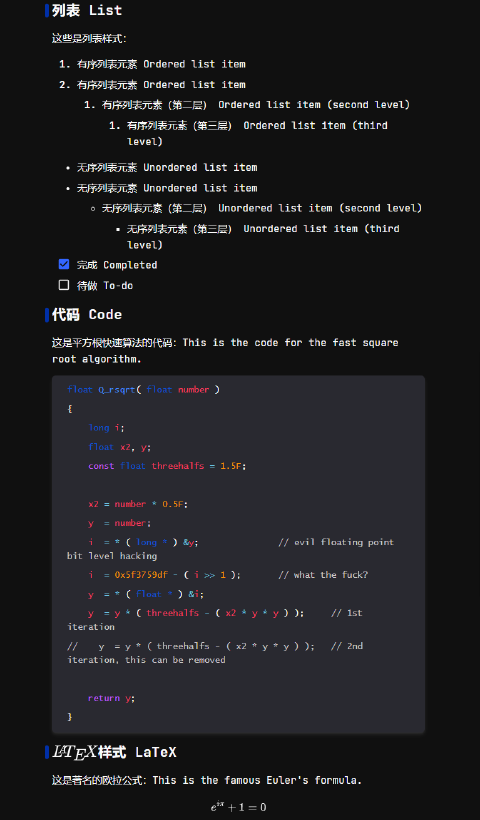 列表 List
这些是列表样式：
1. 有序列表元素 Ordered list item
2. 有序列表元素 Ordered list item
1. 有序列表元素（第二层） Ordered list item (second level)
1. 有序列表元素（第三层） Ordered list item (third
level)
• 无序列表元素 Unordered list item
• 无序列表元素 Unordered list item
◦ 无序列表元素（第二层） Unordered list item (second level)
▪ 无序列表元素（第三层） Unordered list item (third
level)
完成 Completed
待做 To-do
代码 Code
这是平方根快速算法的代码：This is the code for the fast square
root algorithm.
float Q_rsqrt( float number )
{
long i;
float x2, y;
const float threehalfs = 1.5F;
x2 = number * 0.5F;
y  = number;
i  = * ( long * ) &y; // evil floating point
bit level hacking
i  = 0x5f3759df - ( i >> 1 ); // what the fuck?
y  = * ( float * ) &i;
y  = y * ( threehalfs - ( x2 * y * y ) ); // 1st
iteration
// y  = y * ( threehalfs - ( x2 * y * y ) ); // 2nd
iteration, this can be removed
return y;
}
LATEX样式 LaTeX
这是著名的欧拉公式：This is the famous Euler's formula.
e^{iπ} + 1 = 0